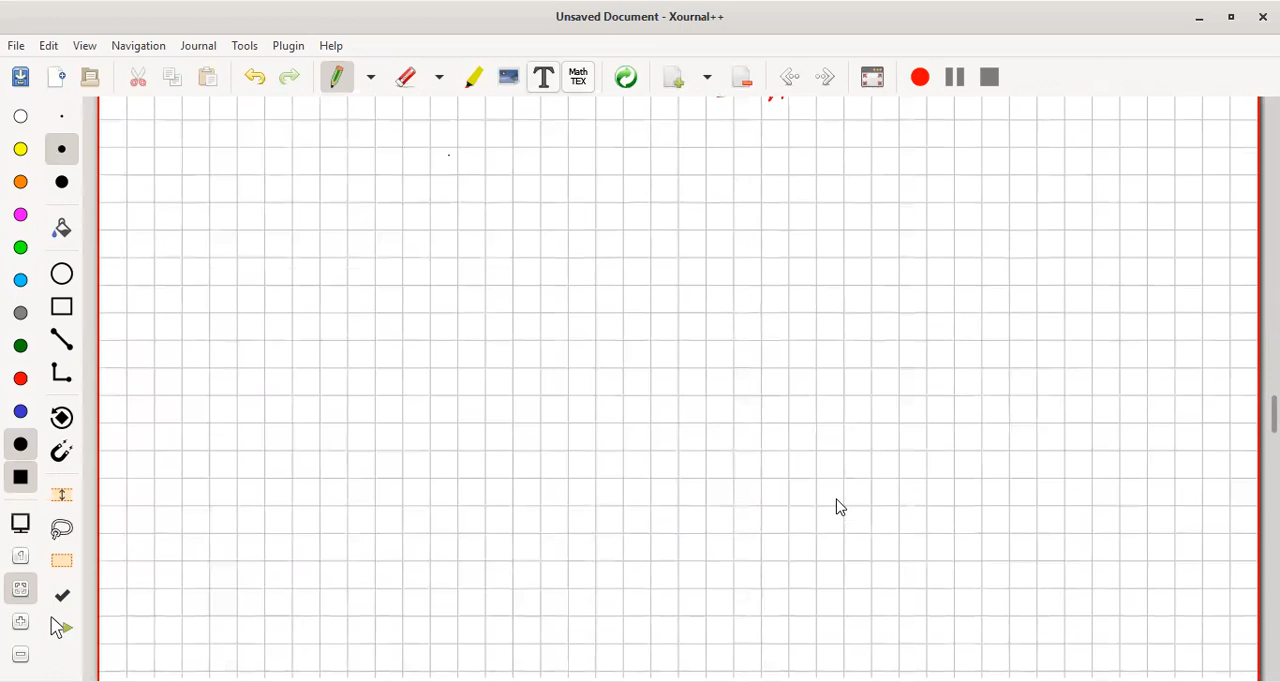 Unsaved Document - Xournal++
File Edit View Navigation Journal Tools Plugin Help
T Math TEX